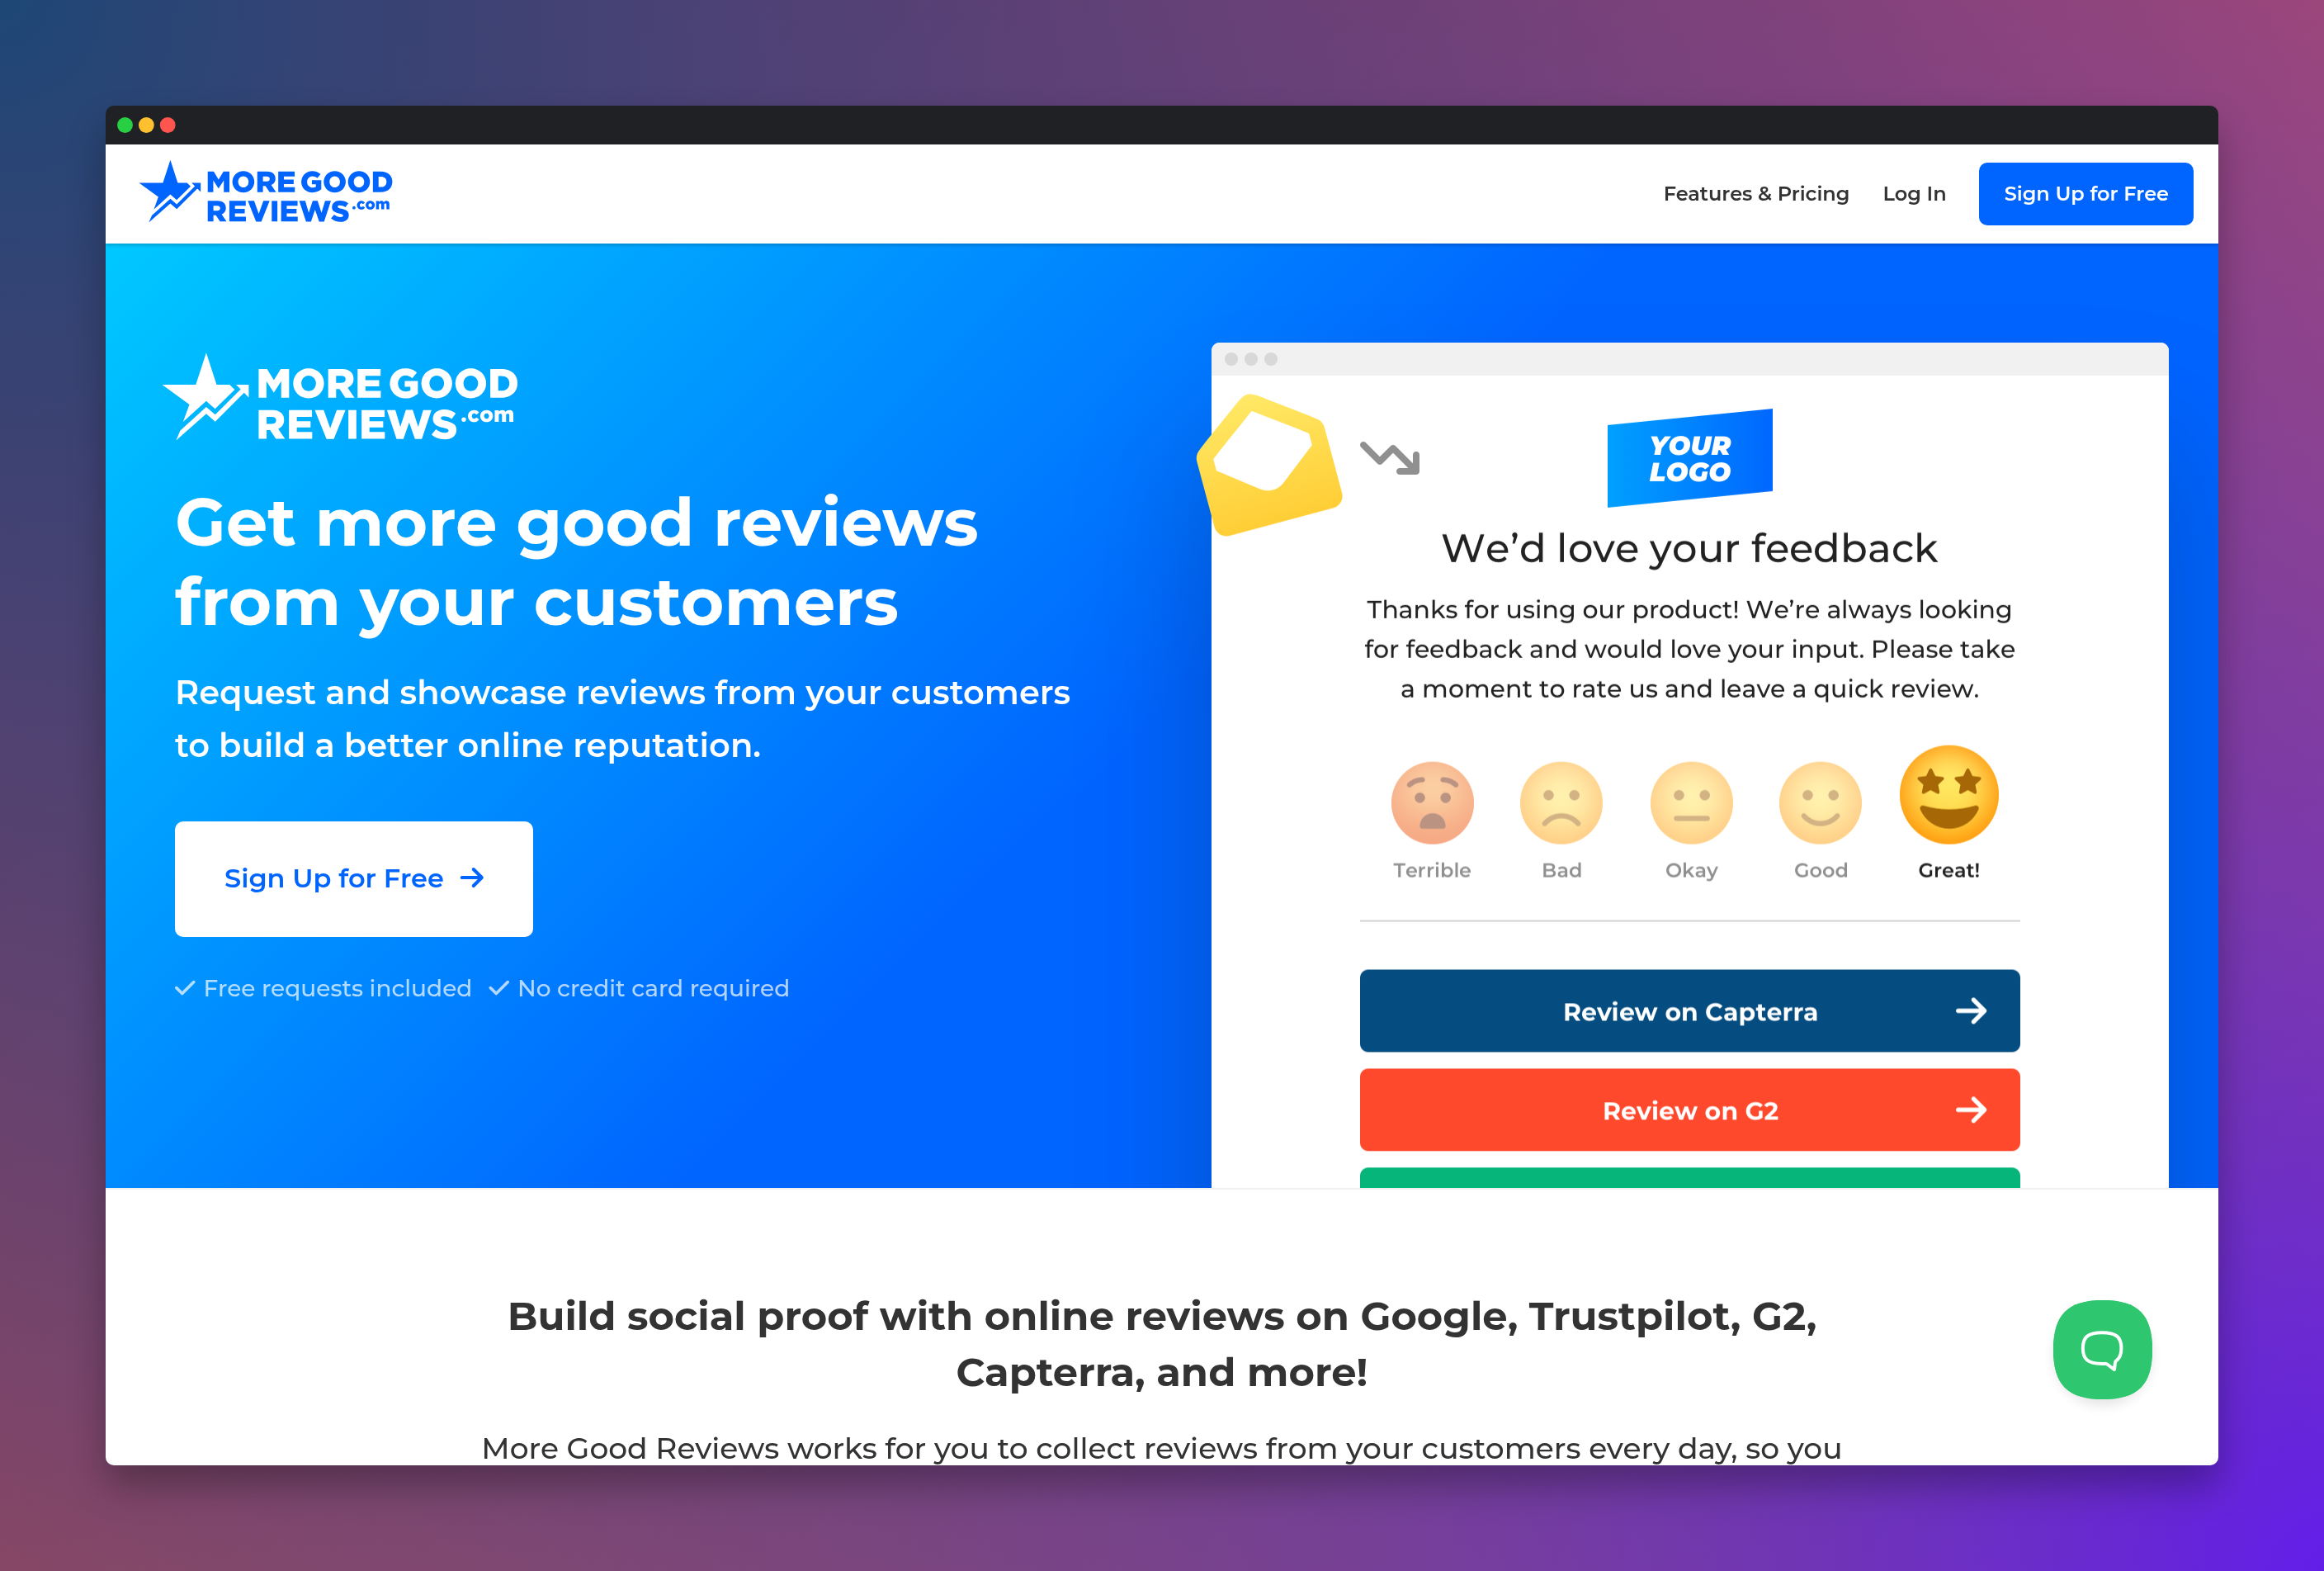 MORE GOOD
REVIEWS.com
Features & Pricing
Log In
Sign Up for Free
MORE GOOD
REVIEWS.com
Get more good reviews
from your customers
Request and showcase reviews from your customers
to build a better online reputation.
Sign Up for Free
Free requests included
No credit card required
YOUR
LOGO
We’d love your feedback
Thanks for using our product! We’re always looking
for feedback and would love your input. Please take
a moment to rate us and leave a quick review.
Terrible
Bad
Okay
Good
Great!
Review on Capterra
Review on G2
Build social proof with online reviews on Google, Trustpilot, G2,
Capterra, and more!
More Good Reviews works for you to collect reviews from your customers every day, so you